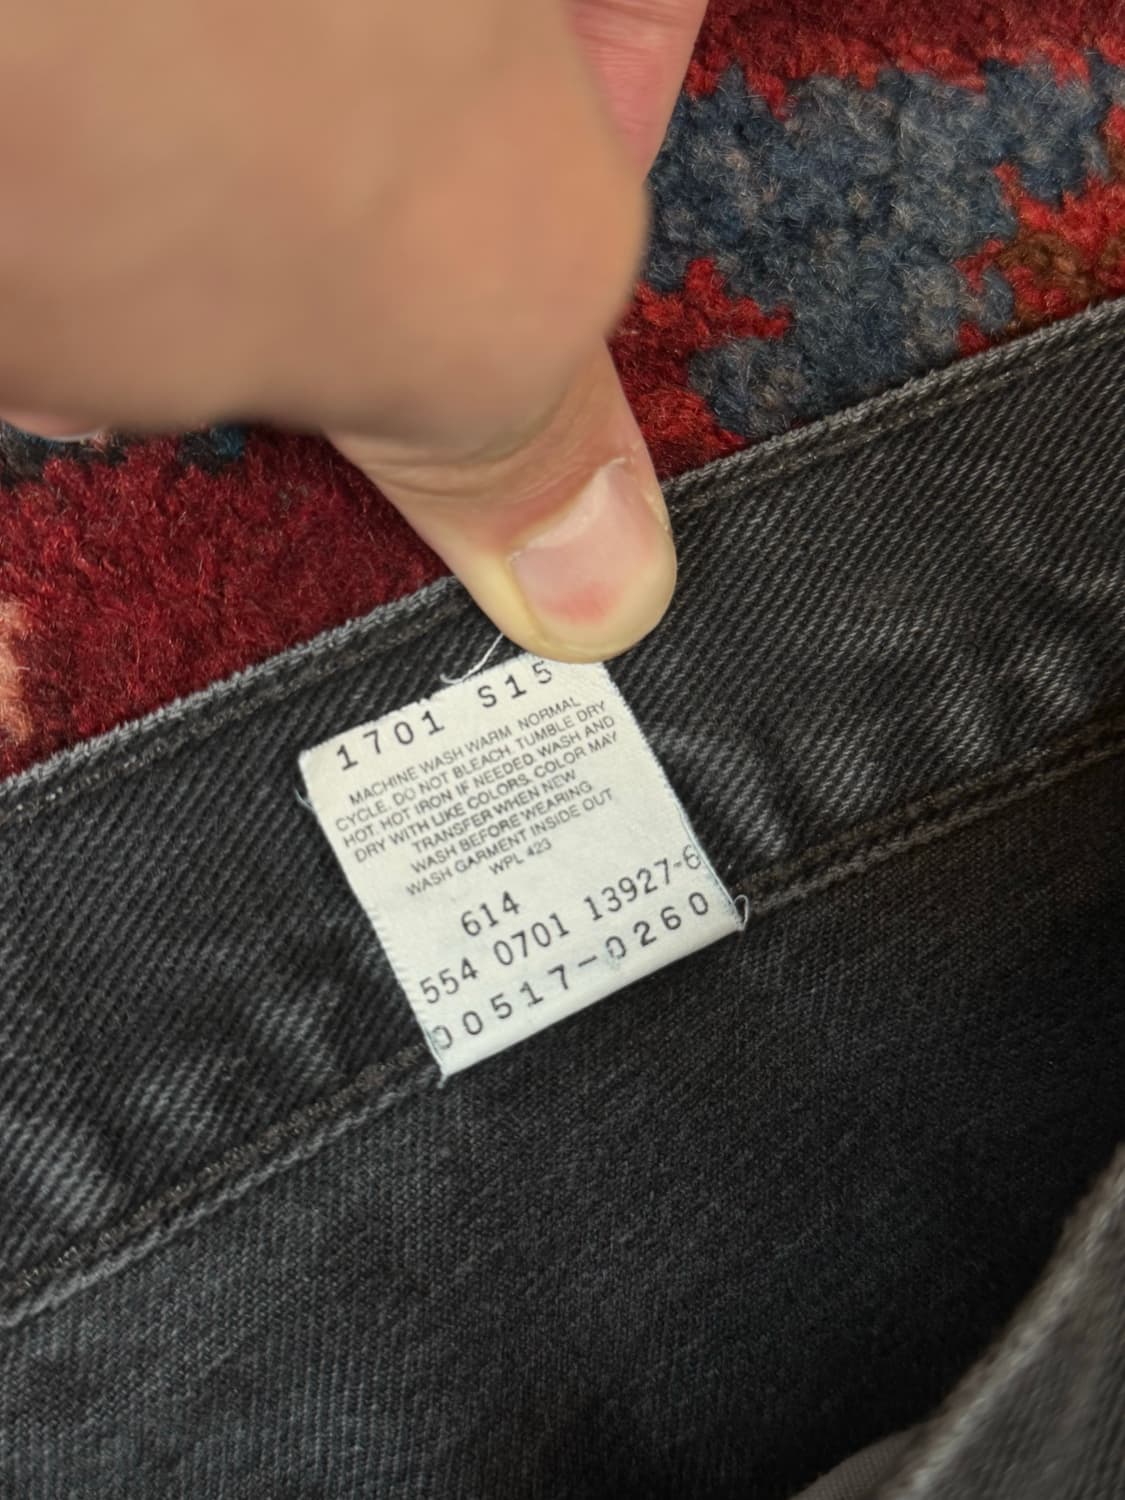 1701 S15
MACHINE WASH WARM NORMAL
CYCLE. DO NOT BLEACH. TUMBLE DRY
HOT. HOT IRON IF NEEDED. WASH AND
DRY WITH LIKE COLORS. COLOR MAY
TRANSFER WHEN NEW
WASH BEFORE WEARING
WASH GARMENT INSIDE OUT
WPL 423
614
554 0701 13927-6
00517-0260